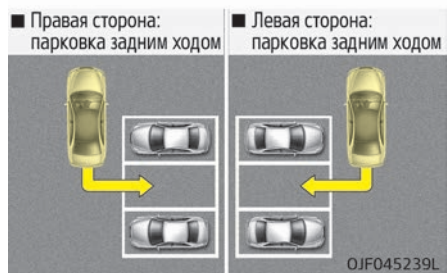 ■ Правая сторона:
парковка задним ходом
■ Левая сторона:
парковка задним ходом
OJF045239L